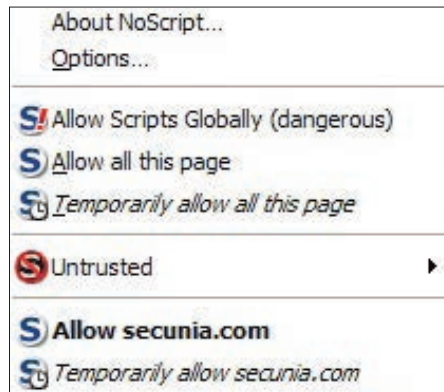 About NoScript...
Options...
Allow Scripts Globally (dangerous)
Allow all this page
Temporarily allow all this page
Untrusted
Allow secunia.com
Temporarily allow secunia.com